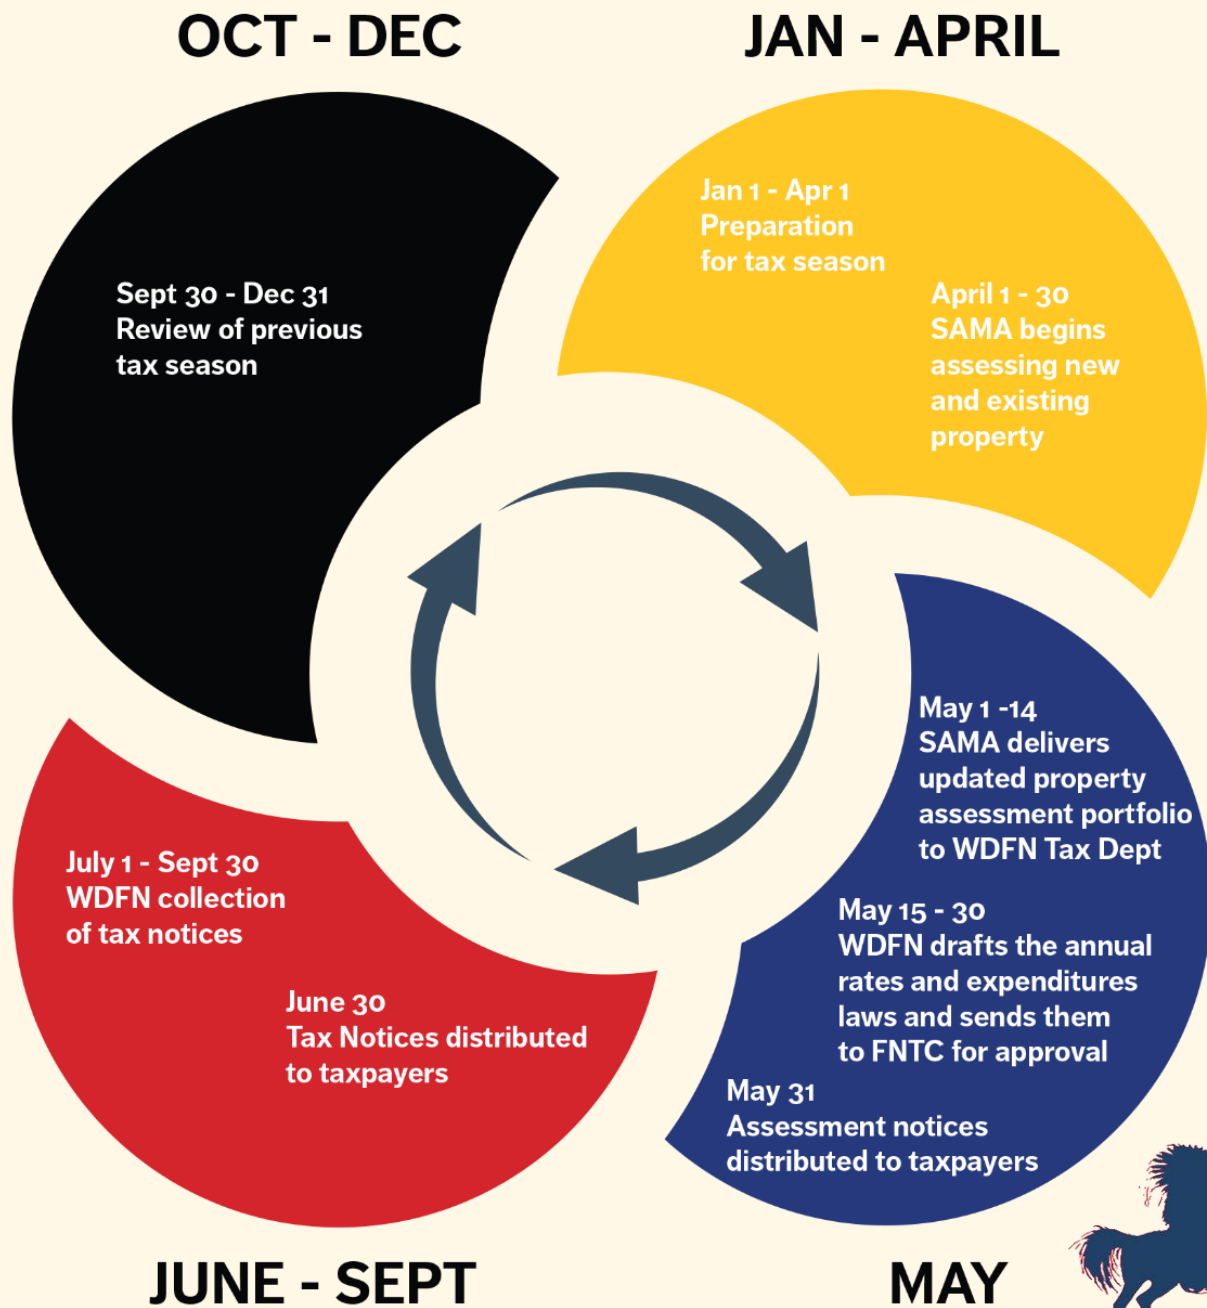 OCT - DEC
JAN - APRIL
Sept 30 - Dec 31
Review of previous
tax season
Jan 1 - Apr 1
Preparation
for tax season
April 1 - 30
SAMA begins
assessing new
and existing
property
May 1 -14
SAMA delivers
updated property
assessment portfolio
to WDFN Tax Dept
May 15 - 30
WDFN drafts the annual
rates and expenditures
laws and sends them
to FNTC for approval
May 31
Assessment notices
distributed to taxpayers
July 1 - Sept 30
WDFN collection
of tax notices
June 30
Tax Notices distributed
to taxpayers
JUNE - SEPT
MAY